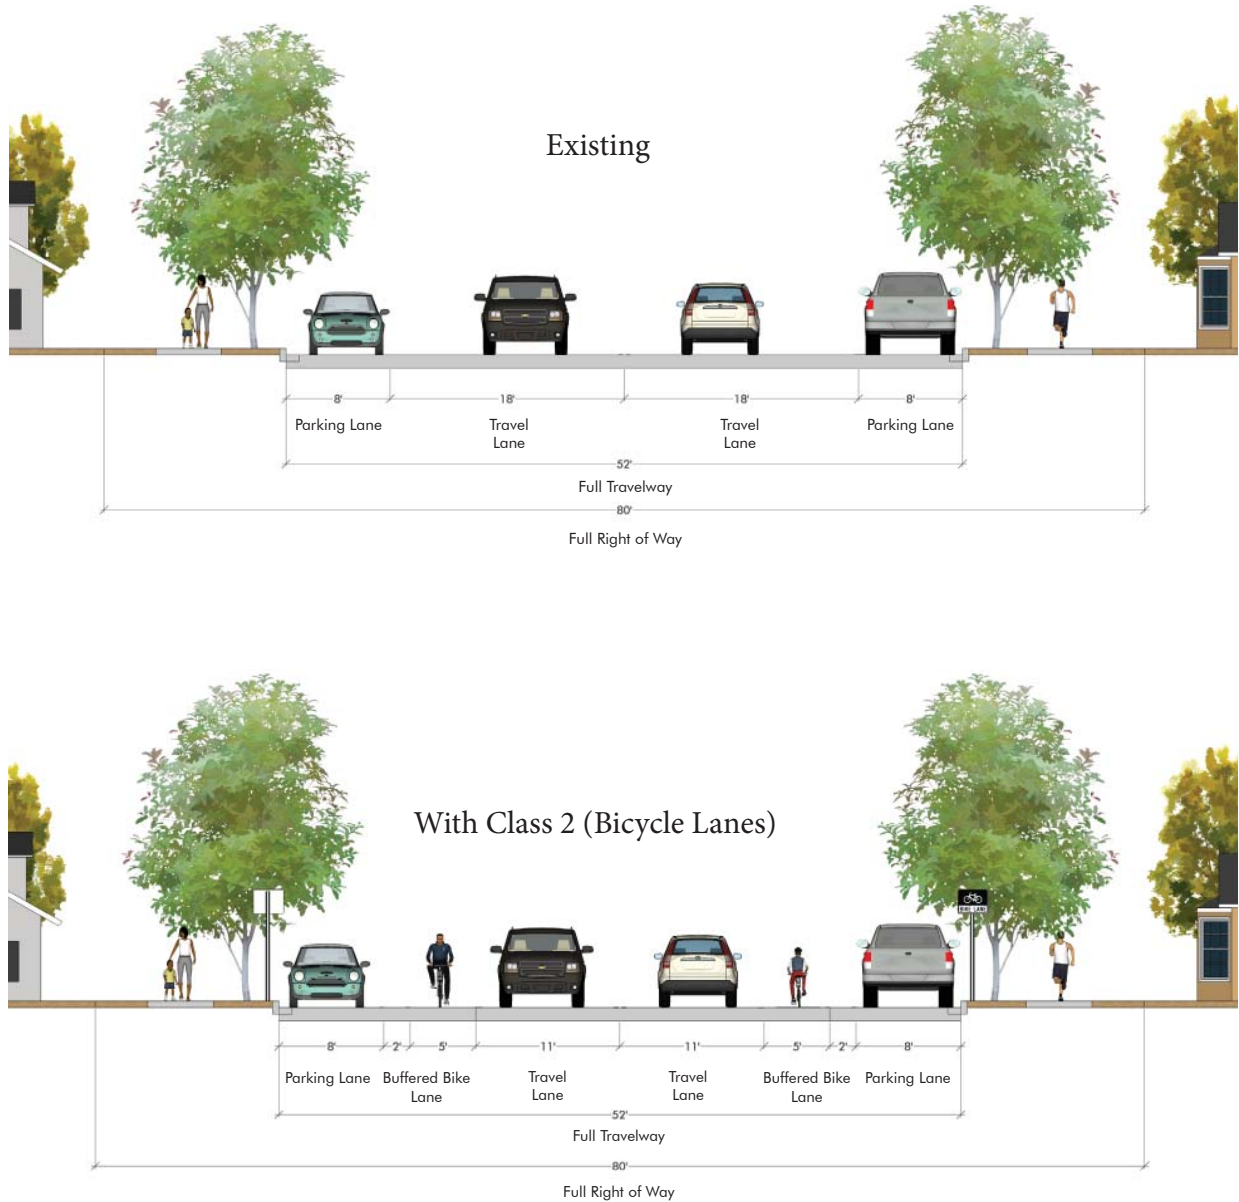 Existing
8' 18' 18' 8'
Parking Lane Travel Lane Travel Lane Parking Lane
52'
Full Travelway
80'
Full Right of Way
With Class 2 (Bicycle Lanes)
BIKE LANE
8' 2' 5' 11' 11' 5' 2' 8'
Parking Lane Buffered Bike Lane Travel Lane Travel Lane Buffered Bike Lane Parking Lane
52'
Full Travelway
80'
Full Right of Way